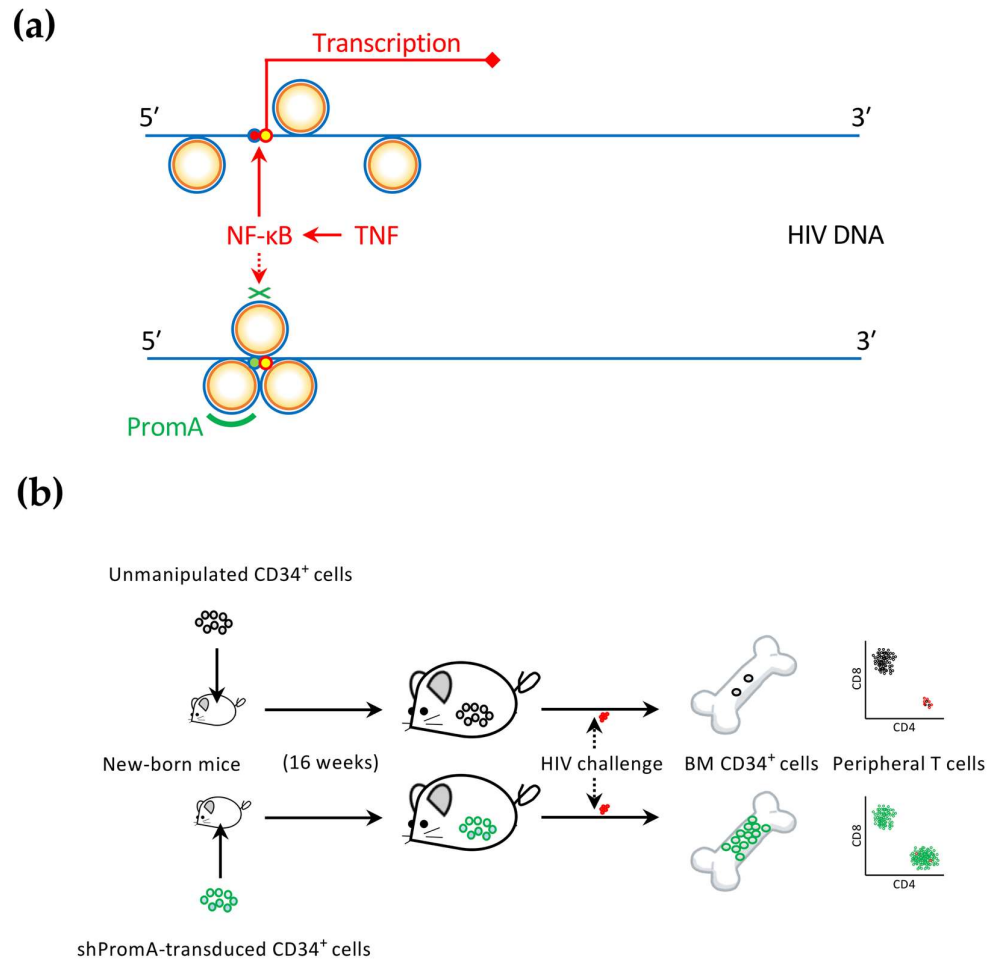 (a)
Transcription
5′ 3′
NF-κB TNF
HIV DNA
5′ 3′
PromA
(b)
Unmanipulated CD34⁺ cells
CD8
CD4
New-born mice (16 weeks) HIV challenge BM CD34⁺ cells Peripheral T cells
CD8
CD4
shPromA-transduced CD34⁺ cells